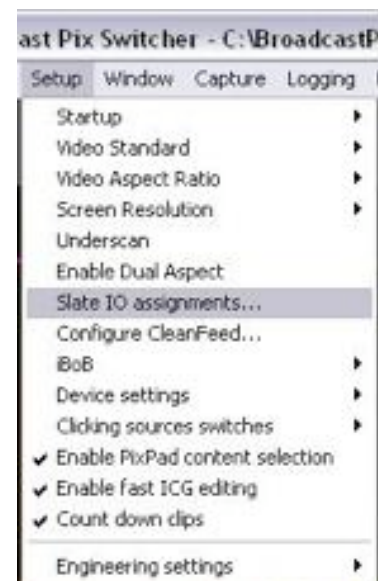 ast Pix Switcher - C:\BroadcastP
Setup Window Capture Logging
Startup
Video Standard
Video Aspect Ratio
Screen Resolution
Underscan
Enable Dual Aspect
Slate IO assignments...
Configure CleanFeed...
iBoB
Device settings
Clicking sources switches
Enable PixPad content selection
Enable fast ICG editing
Count down clips
Engineering settings